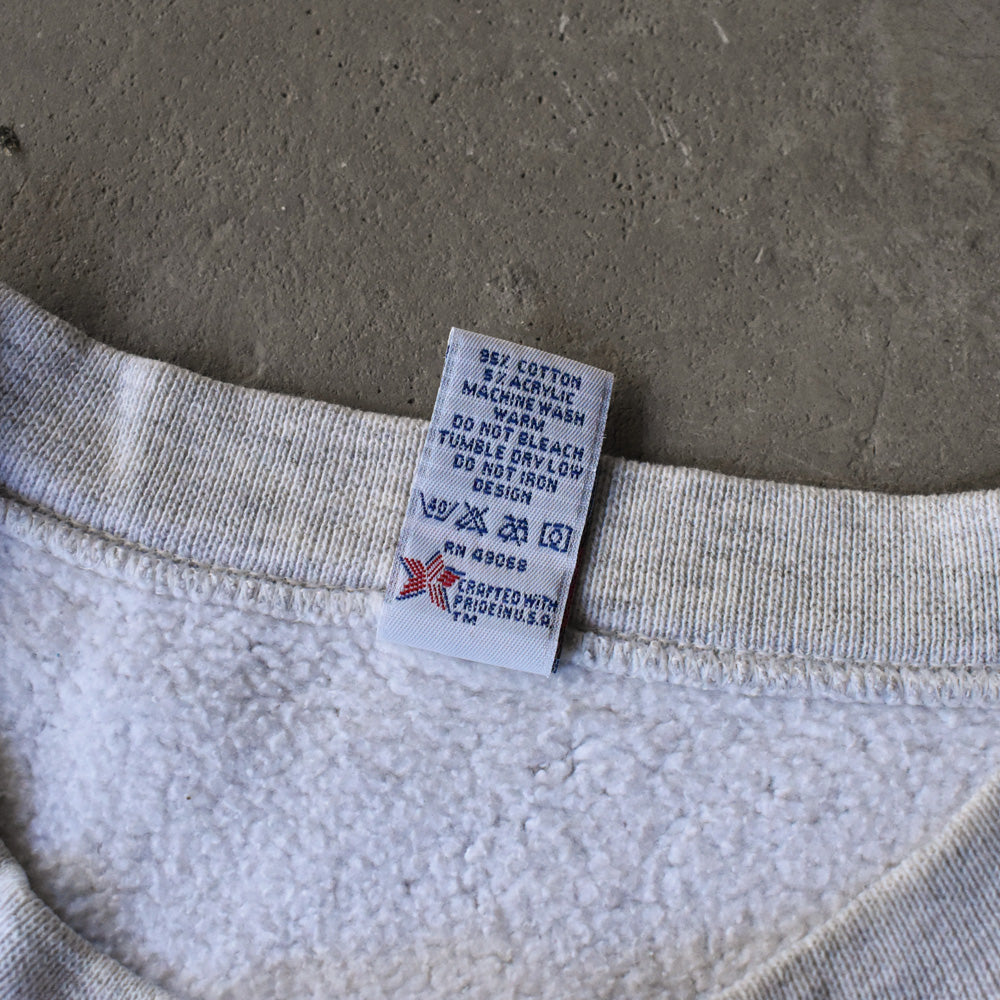 95% COTTON
5% ACRYLIC
MACHINE WASH
WARM
DO NOT BLEACH
TUMBLE DRY LOW
DO NOT IRON
DESIGN
40
RN 49068
CRAFTED WITH
PRIDE IN U.S.A.
TM